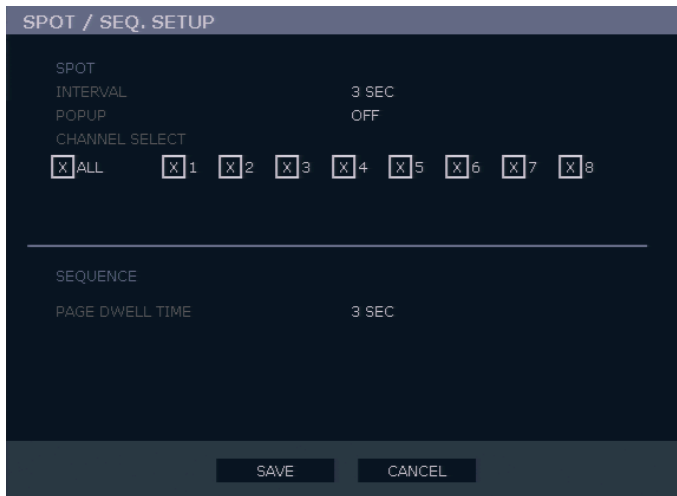 SPOT / SEQ. SETUP
SPOT
INTERVAL 3 SEC
POPUP OFF
CHANNEL SELECT
X ALL X 1 X 2 X 3 X 4 X 5 X 6 X 7 X 8
SEQUENCE
PAGE DWELL TIME 3 SEC
SAVE CANCEL